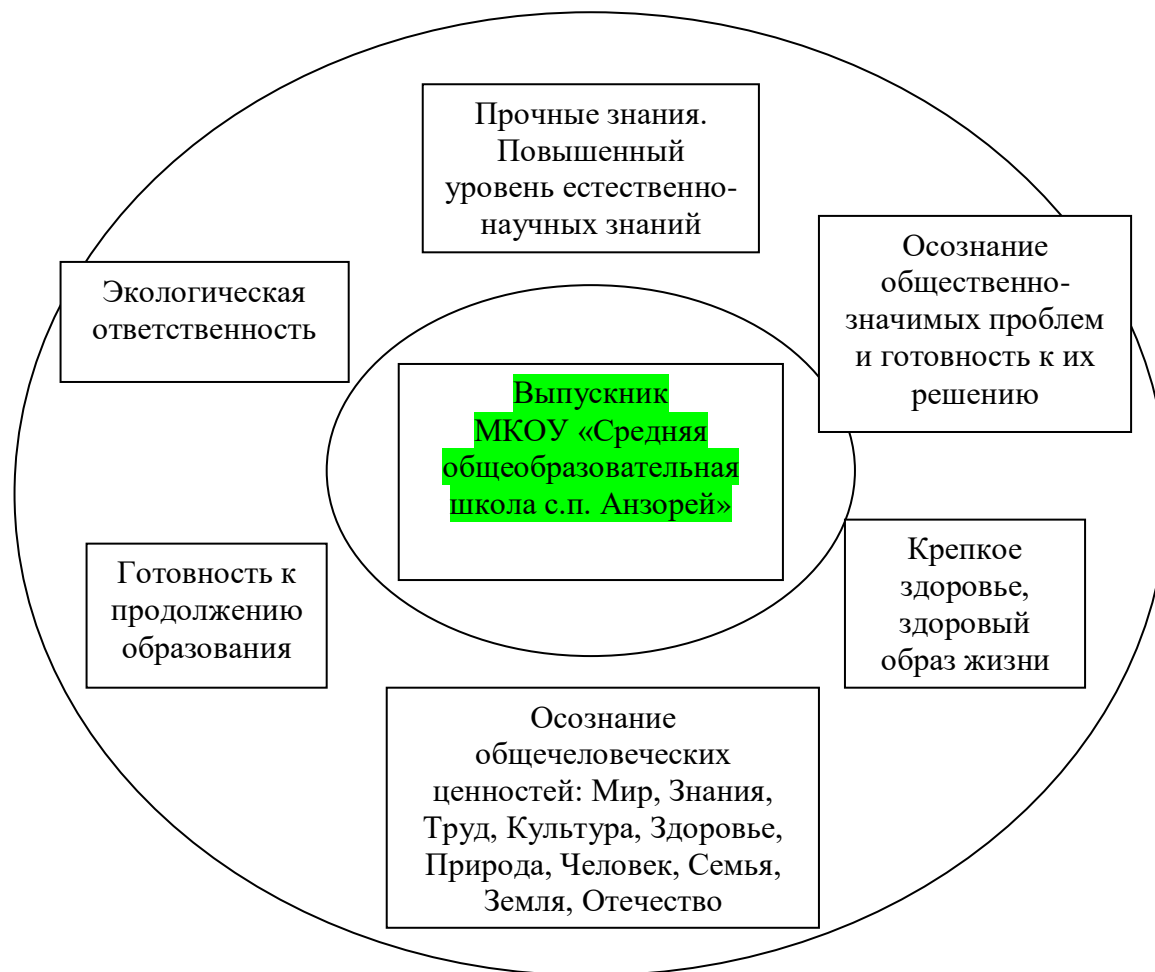 Прочные знания.
Повышенный
уровень естественно-
научных знаний
Экологическая
ответственность
Осознание
общественно-
значимых проблем
и готовность к их
решению
Выпускник
МКОУ «Средняя
общеобразовательная
школа с.п. Анзорей»
Готовность к
продолжению
образования
Крепкое
здоровье,
здоровый
образ жизни
Осознание
общечеловеческих
ценностей: Мир, Знания,
Труд, Культура, Здоровье,
Природа, Человек, Семья,
Земля, Отечество